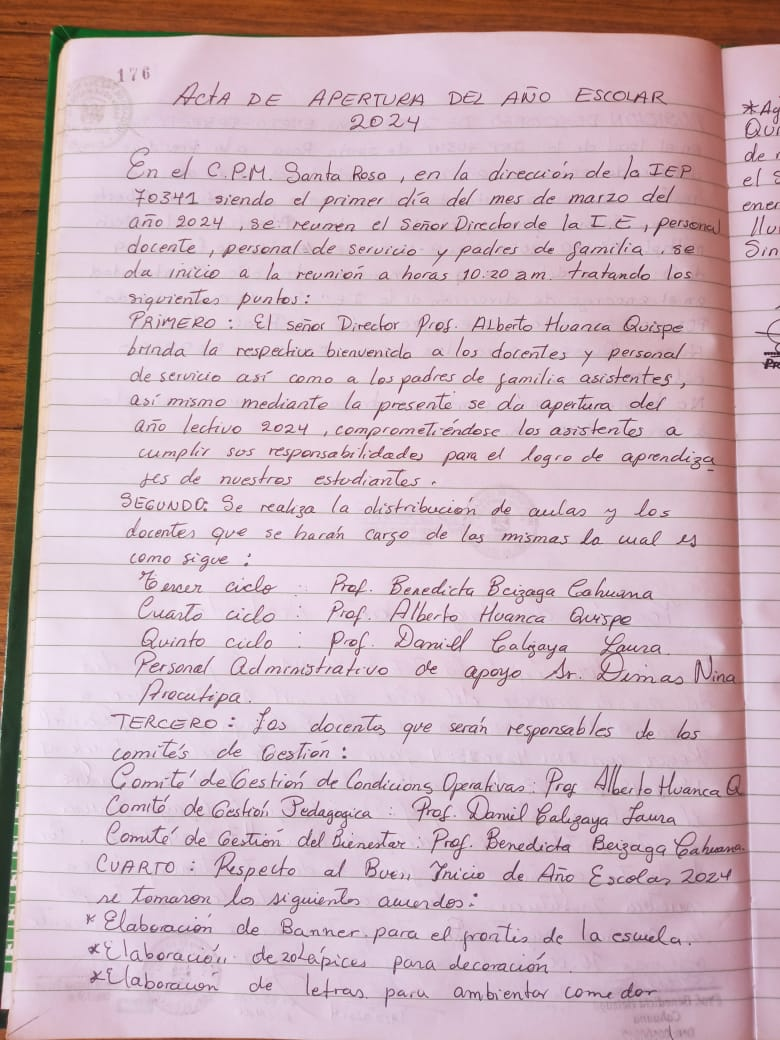 176
ACTA DE APERTURA DEL AÑO ESCOLAR
2024
En el C.P.M. Santa Rosa, en la dirección de la IEP
70341 siendo el primer día del mes de marzo del
año 2024, se reunen el Señor Director de la I.E, personal
docente, personal de servicio y padres de familia, se
da inicio a la reunión a horas 10:20 am. tratando los
siguientes puntos:
PRIMERO: El señor Director Prof. Alberto Huanca Quispe
brinda la respectiva bienvenida a los docentes y personal
de servicio así como a los padres de familia asistentes,
así mismo mediante la presente se da apertura del
año lectivo 2024, comprometiéndose los asistentes a
cumplir sus responsabilidades para el logro de aprendiza
jes de nuestros estudiantes.
SEGUNDO: Se realiza la distribución de aulas y los
docentes que se harán cargo de las mismas lo cual es
como sigue:
Tercer ciclo : Prof. Benedicta Beizaga Cahuana
Cuarto ciclo : Prof. Alberto Huanca Quispe
Quinto ciclo : Prof. Daniel Calizaya Laura.
Personal Administrativo de apoyo Sr. Dimas Nina
Arocutipa.
TERCERO: Los docentes que serán responsables de los
comités de Gestión:
Comité de Gestión de Condiciones Operativas: Prof Alberto Huanca Q
Comité de Gestión Pedagogica : Prof. Daniel Calizaya Laura
Comité de Gestión del Bienestar: Prof. Benedicta Beizaga Cahuana.
CUARTO: Respecto al Buen Inicio de Año Escolar 2024
se tomaron los siguientes acuerdos:
* Elaboración de Banner para el frontis de la escuela.
* Elaboración de 20 Lápices para decoración
* Elaboración de letras para ambientar comedor
* Ag
Qu
de
el
ener
llu
Sin